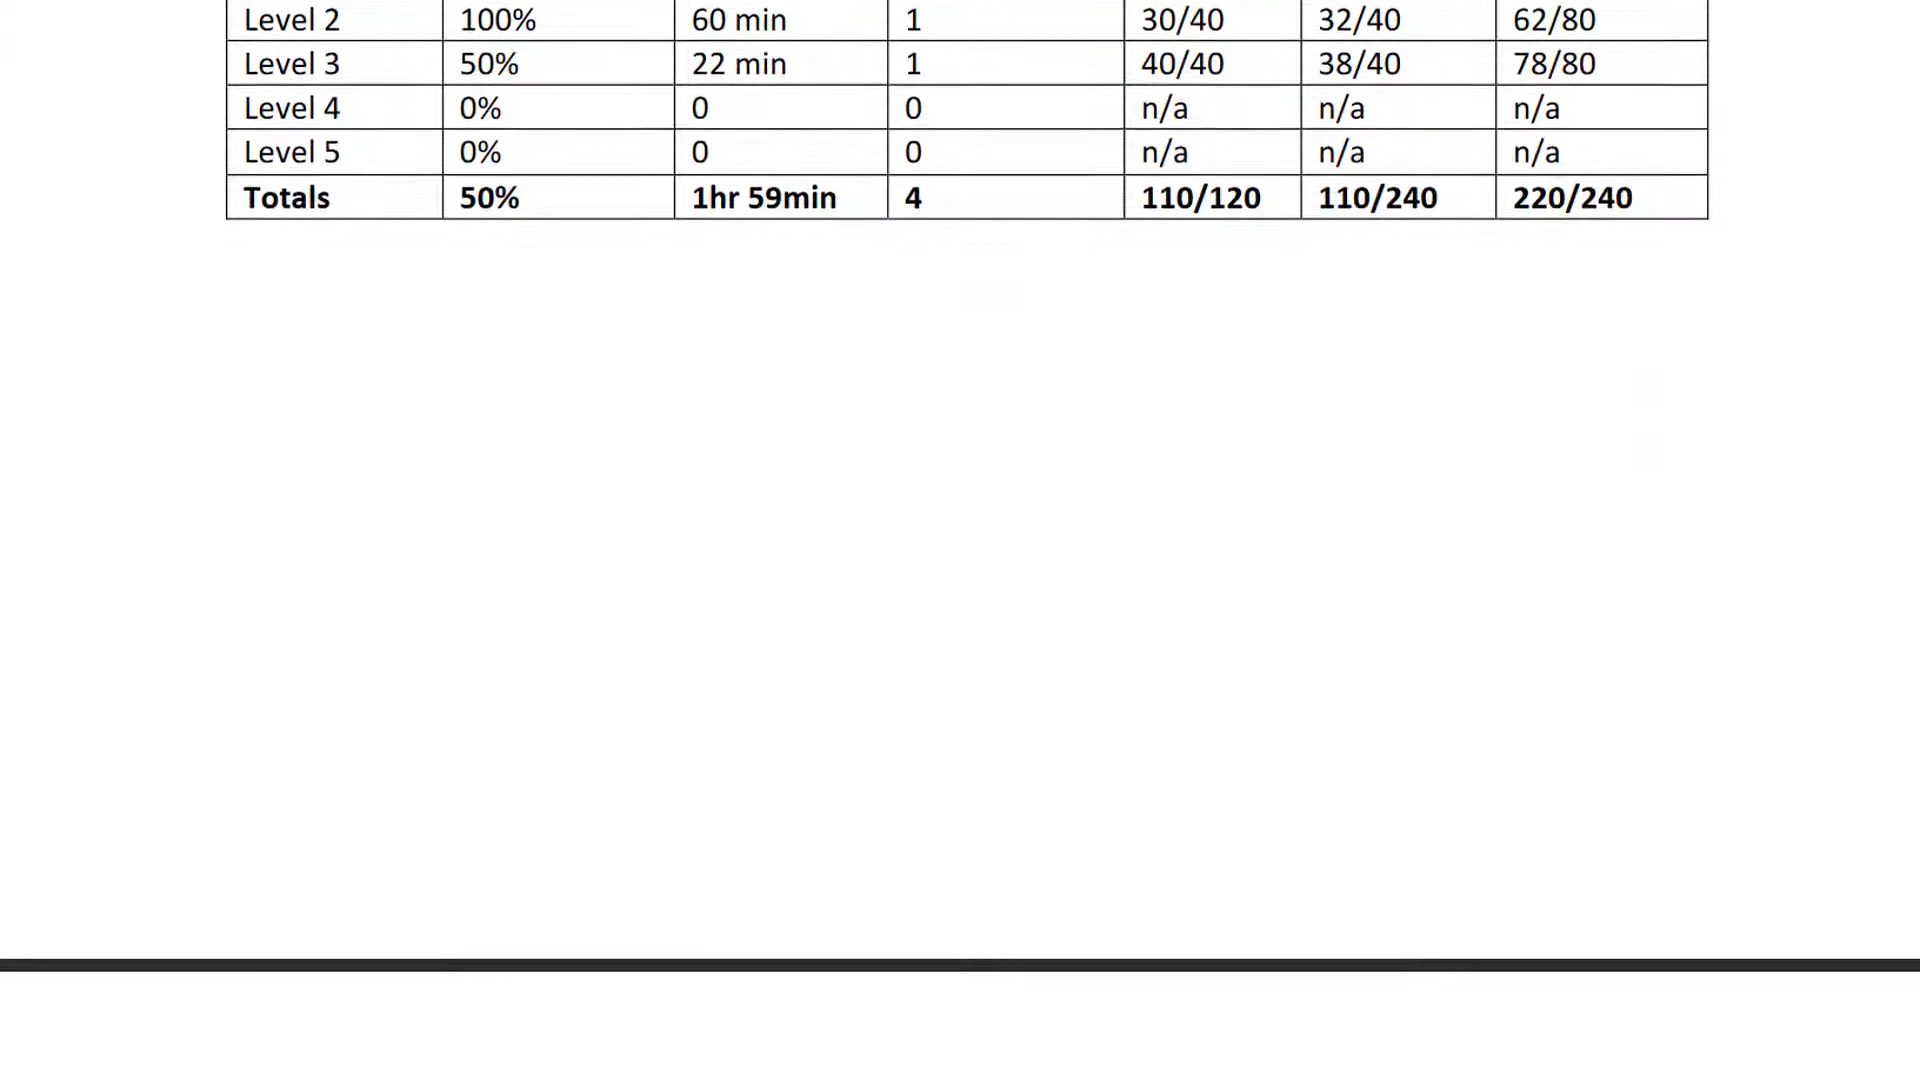 Level 2 100% 60 min 1 30/40 32/40 62/80
Level 3 50% 22 min 1 40/40 38/40 78/80
Level 4 0% 0 0 n/a n/a n/a
Level 5 0% 0 0 n/a n/a n/a
Totals 50% 1hr 59min 4 110/120 110/240 220/240